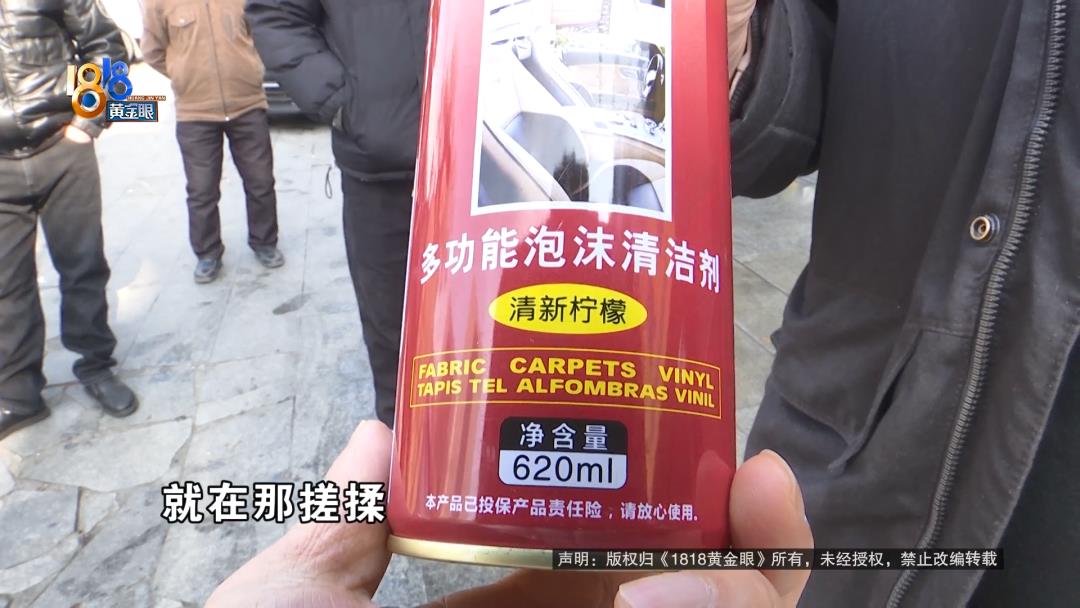 1818
黄金眼
多功能泡沫清洁剂
清新柠檬
FABRIC CARPETS VINYL
TAPIS TEL ALFOMBRAS VINIL
净含量
620ml
本产品已投保产品责任险，请放心使用。
就在那搓揉
声明：版权归《1818黄金眼》所有，未经授权，禁止改编转载